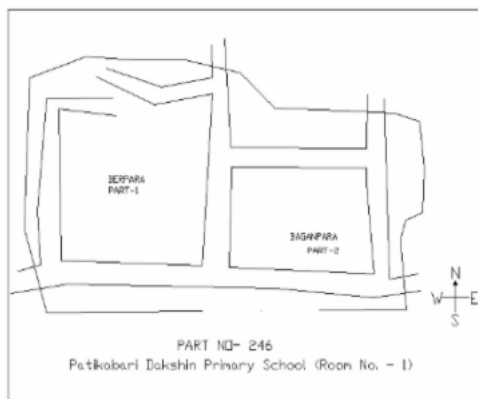 BERPARA
PART-1
BAGANPARA
PART-2
N
W E
S
PART NO- 246
Patikabari Dakshin Primary School (Room No. - 1)